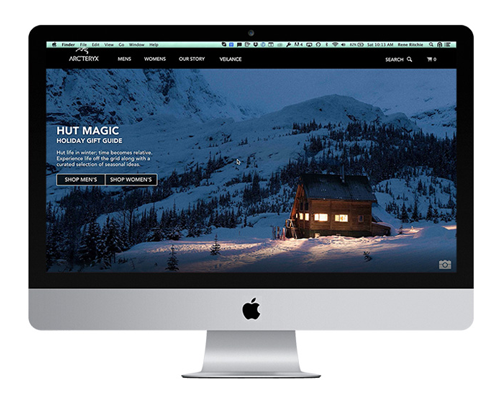 Finder File Edit View Go Window Help
Sat 10:13 AM Rene Ritchie
ARC'TERYX MENS WOMENS OUR STORY VEILANCE SEARCH 0
HUT MAGIC
HOLIDAY GIFT GUIDE
Hut life in winter; time becomes relative.
Experience life off the grid along with a
curated selection of seasonal ideas.
SHOP MEN'S SHOP WOMEN'S